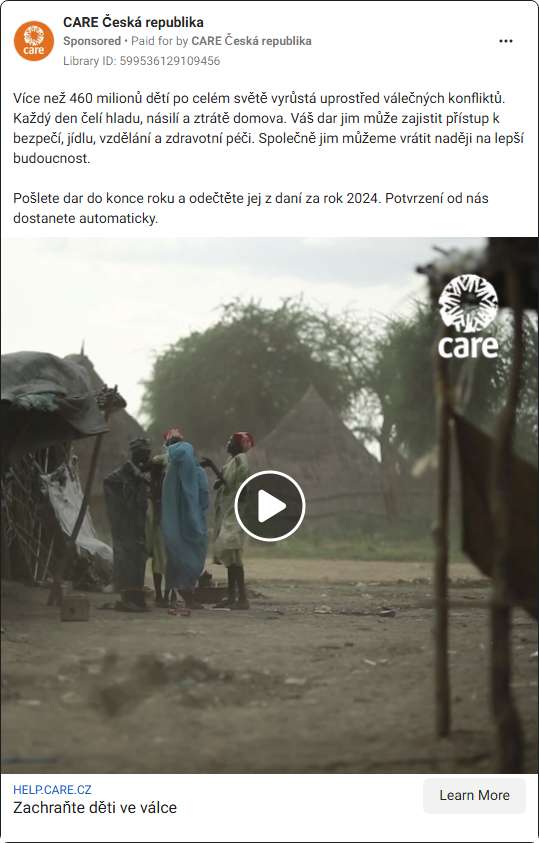 CARE Česká republika
Sponsored • Paid for by CARE Česká republika
Library ID: 599536129109456
care
Více než 460 milionů dětí po celém světě vyrůstá uprostřed válečných konfliktů.
Každý den čelí hladu, násilí a ztrátě domova. Váš dar jim může zajistit přístup k
bezpečí, jídlu, vzdělání a zdravotní péči. Společně jim můžeme vrátit naději na lepší
budoucnost.
Pošlete dar do konce roku a odečtěte jej z daní za rok 2024. Potvrzení od nás
dostanete automaticky.
care
HELP.CARE.CZ
Zachraňte děti ve válce
Learn More